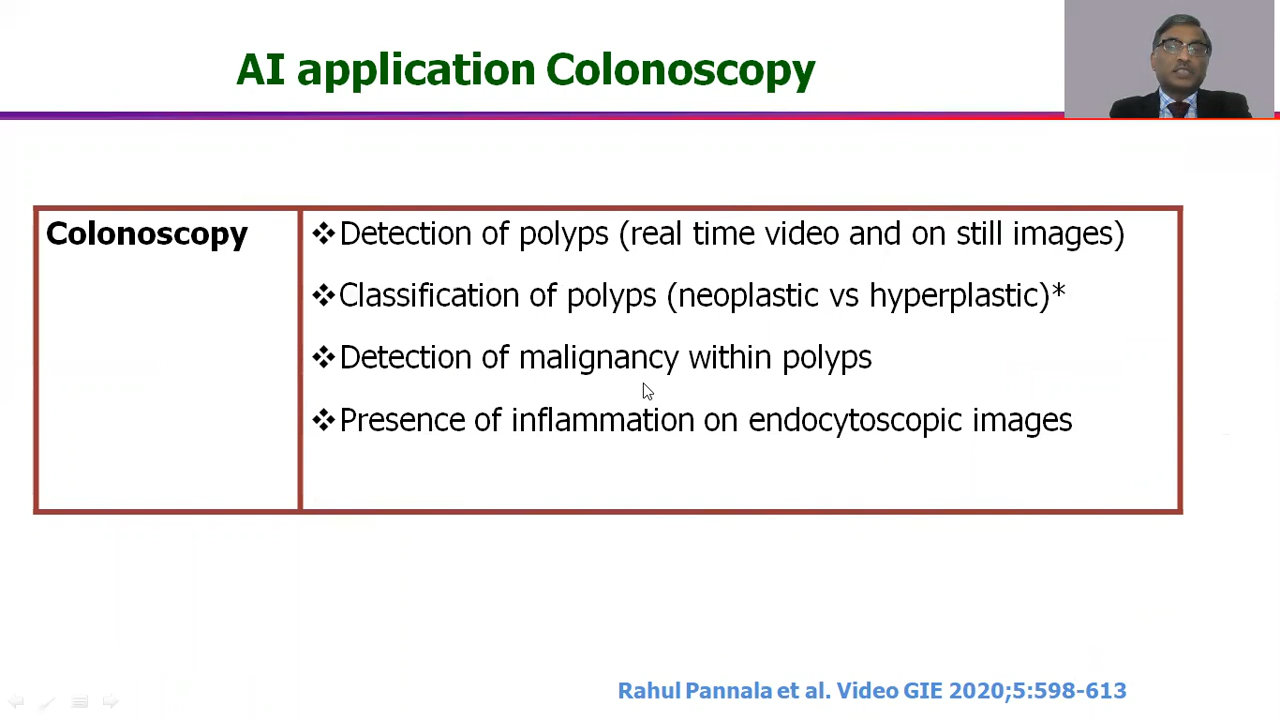 AI application Colonoscopy
Colonoscopy
❖Detection of polyps (real time video and on still images)
❖Classification of polyps (neoplastic vs hyperplastic)*
❖Detection of malignancy within polyps
❖Presence of inflammation on endocytoscopic images
Rahul Pannala et al. Video GIE 2020;5:598-613